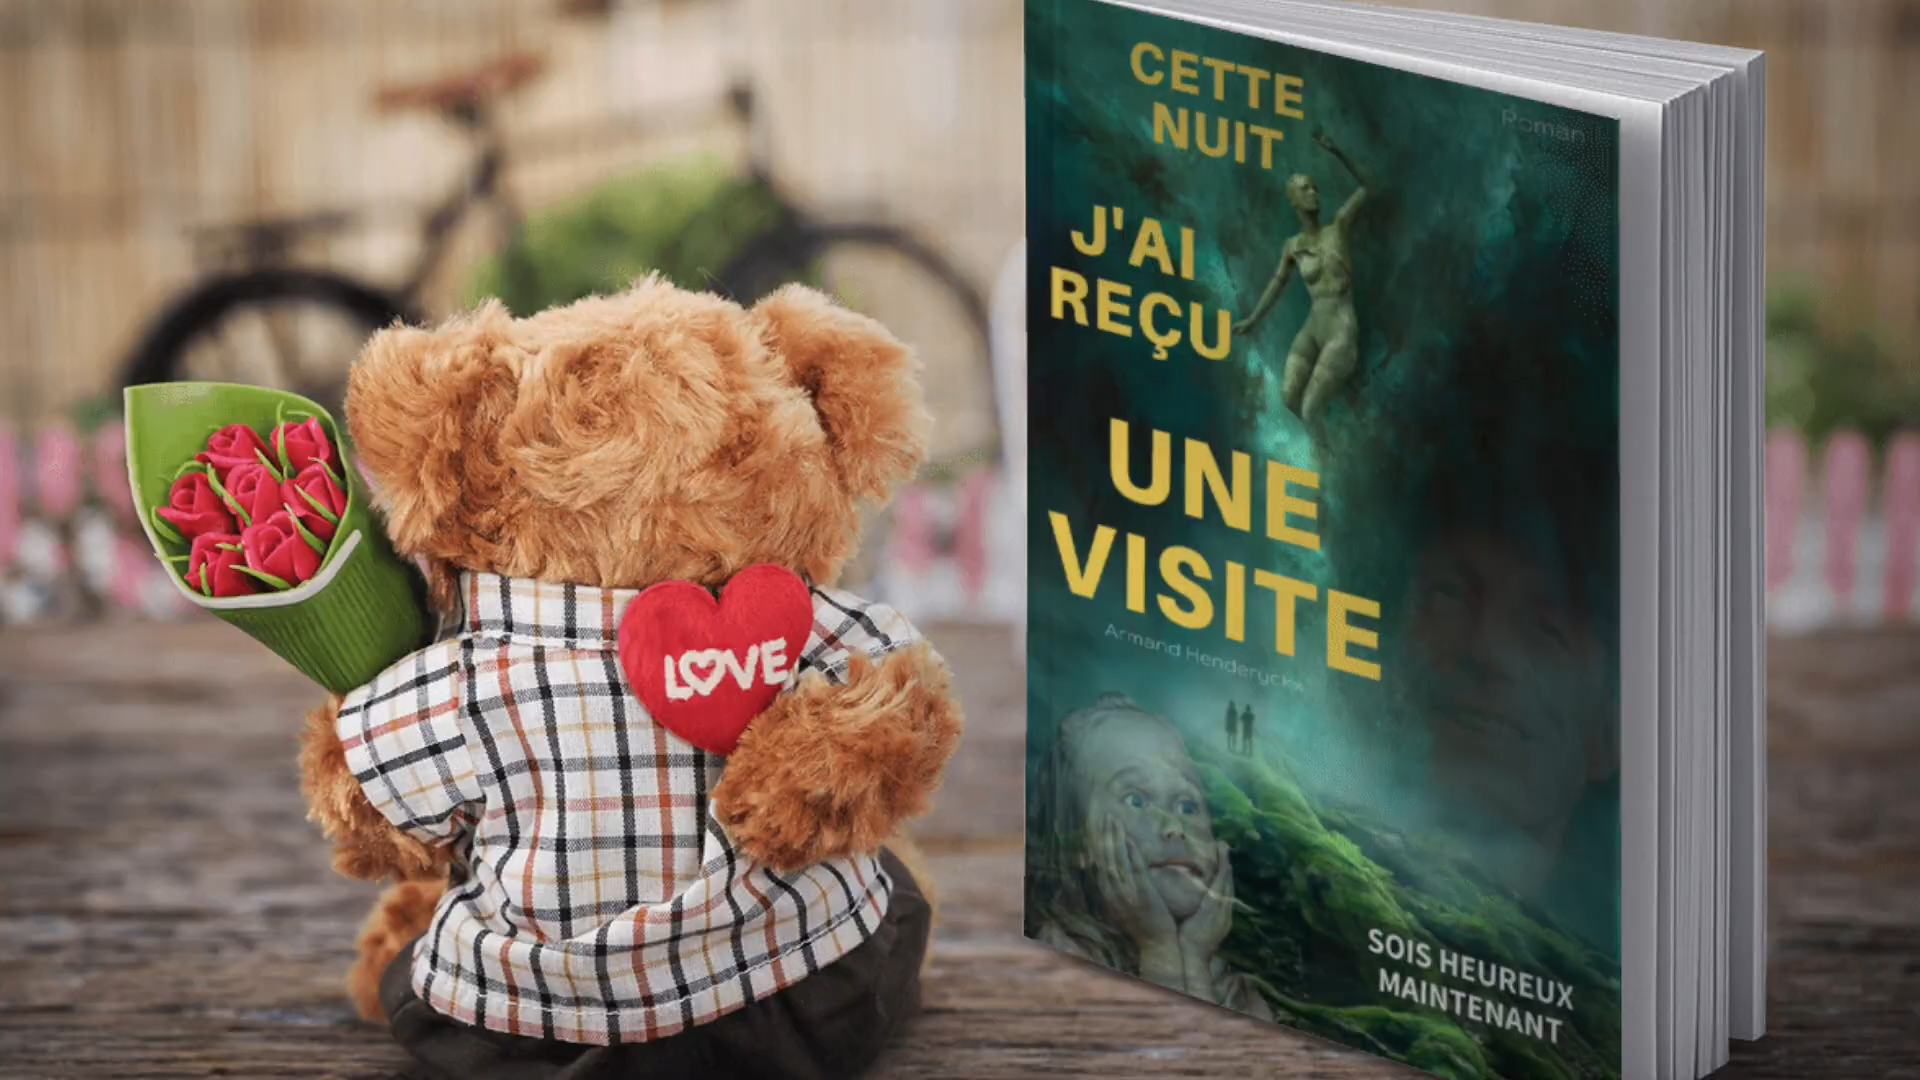 LOVE
CETTE
NUIT
Roman
J'AI
REÇU
UNE
VISITE
Armand Henderyckx
SOIS HEUREUX
MAINTENANT